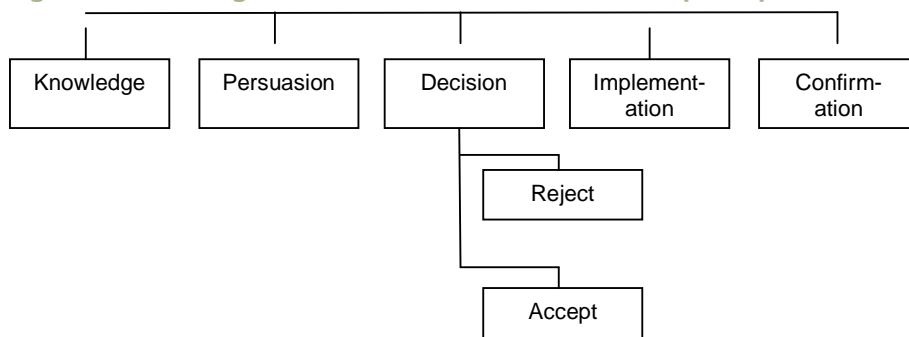 Knowledge
Persuasion
Decision
Implement-
ation
Confirm-
ation
Reject
Accept